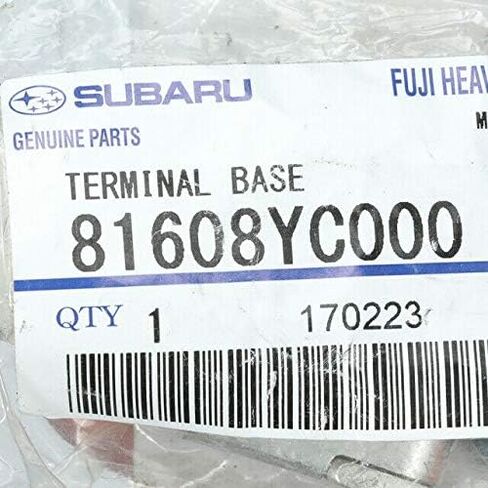 SUBARU
FUJI HEAV
GENUINE PARTS
M
TERMINAL BASE
81608YC000
QTY 1 170223